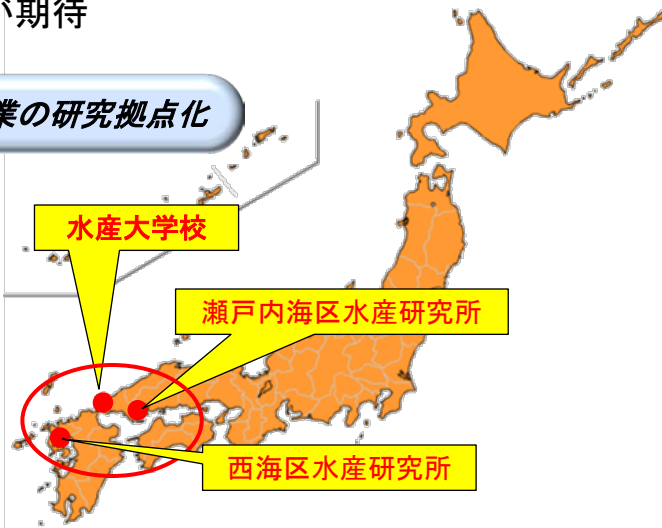 が期待
業の研究拠点化
水産大学校
瀬戸内海区水産研究所
西海区水産研究所